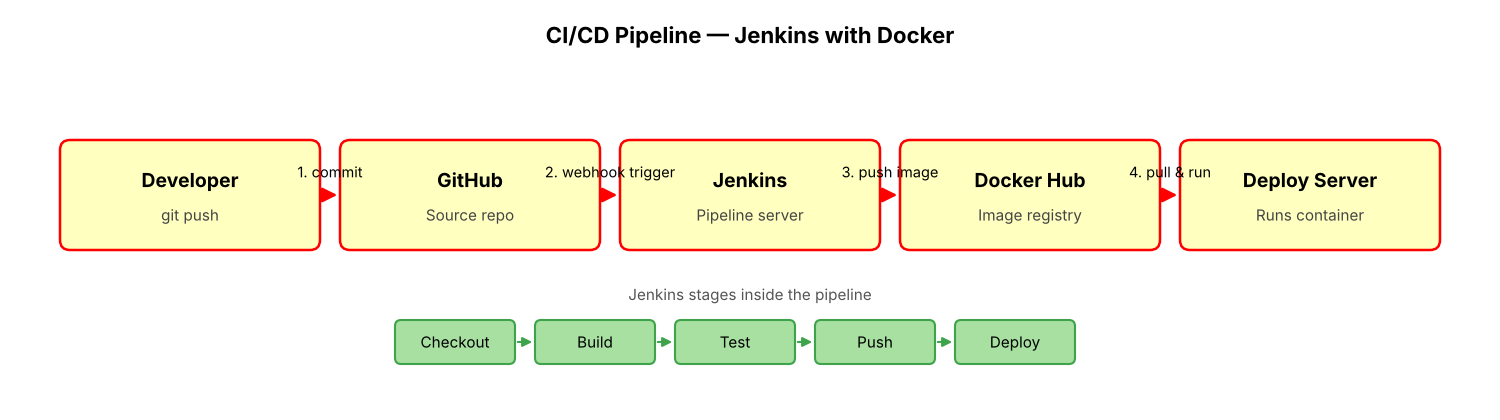 CI/CD Pipeline — Jenkins with Docker
1. commit
2. webhook trigger
3. push image
4. pull & run
Developer
GitHub
Jenkins
Docker Hub
Deploy Server
git push
Source repo
Pipeline server
Image registry
Runs container
Jenkins stages inside the pipeline
Checkout
Build
Test
Push
Deploy